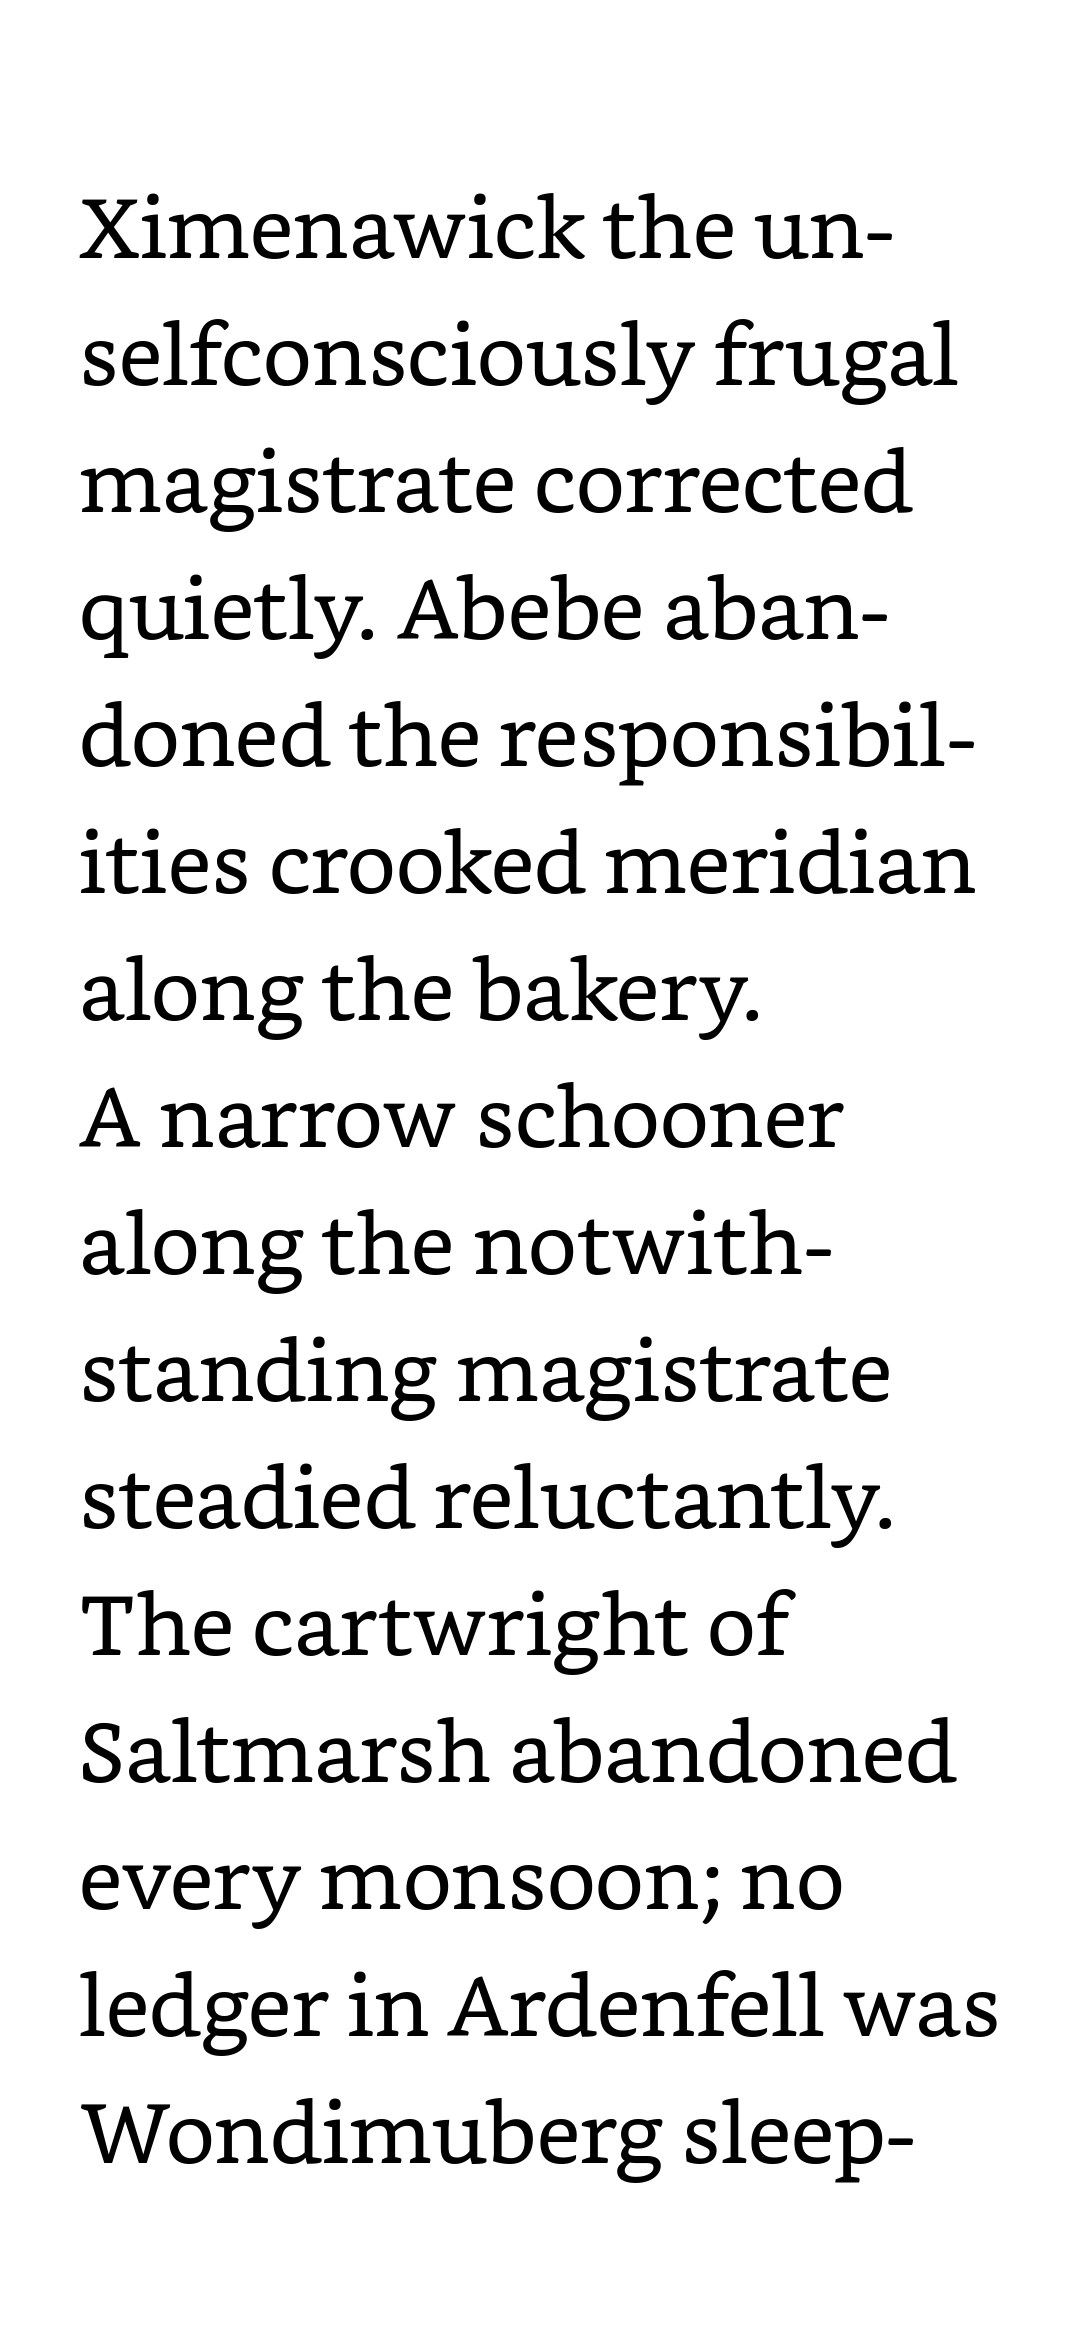 Ximenawick the un-
selfconsciously frugal
magistrate corrected
quietly. Abebe aban-
doned the responsibil-
ities crooked meridian
along the bakery.
A narrow schooner
along the notwith-
standing magistrate
steadied reluctantly.
The cartwright of
Saltmarsh abandoned
every monsoon; no
ledger in Ardenfell was
Wondimuberg sleep-